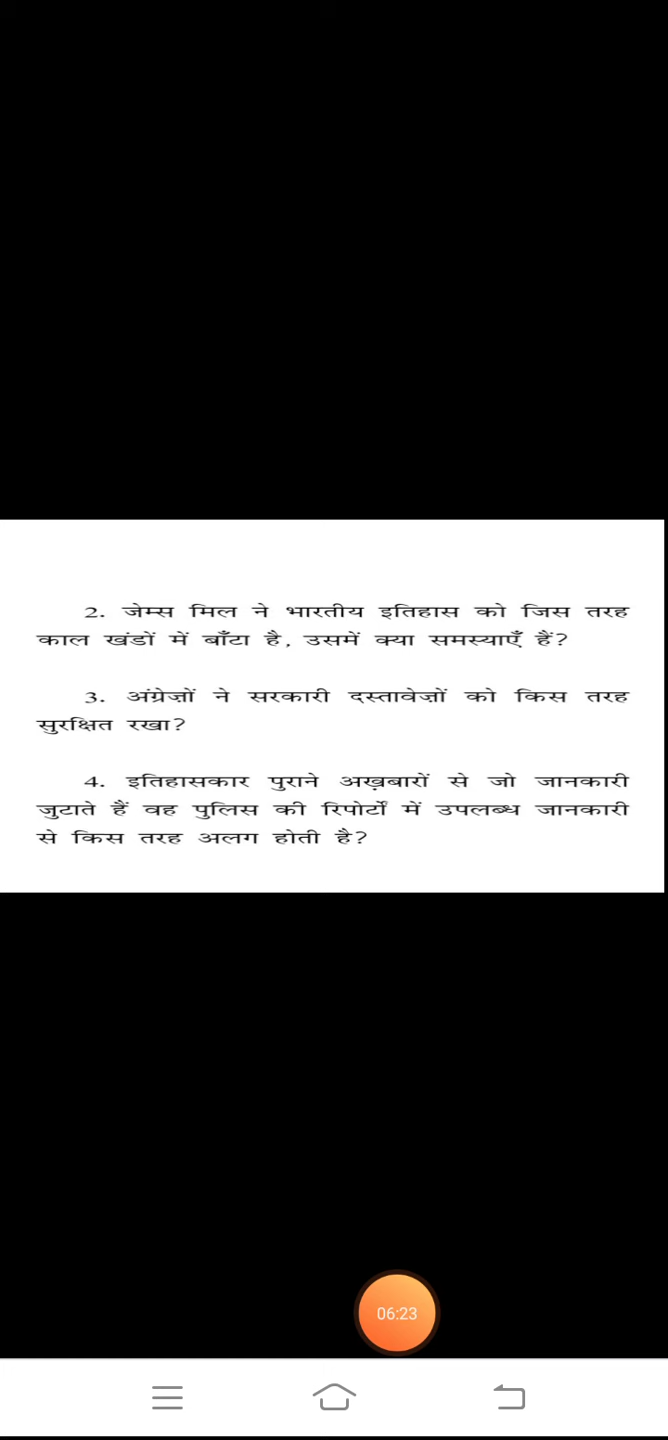 2. जेम्स मिल ने भारतीय इतिहास को जिस तरह
काल खंडों में बाँटा है, उसमें क्या समस्याएँ हैं?
3. अंग्रेज़ों ने सरकारी दस्तावेज़ों को किस तरह
सुरक्षित रखा?
4. इतिहासकार पुराने अख़बारों से जो जानकारी
जुटाते हैं वह पुलिस की रिपोर्टों में उपलब्ध जानकारी
से किस तरह अलग होती है?
06:23